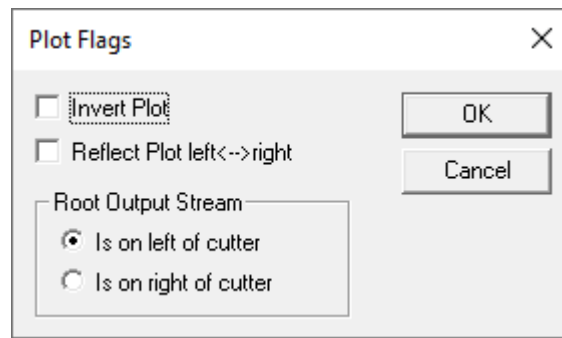 Plot Flags
Invert Plot
OK
Reflect Plot left<-->right
Cancel
Root Output Stream
Is on left of cutter
Is on right of cutter